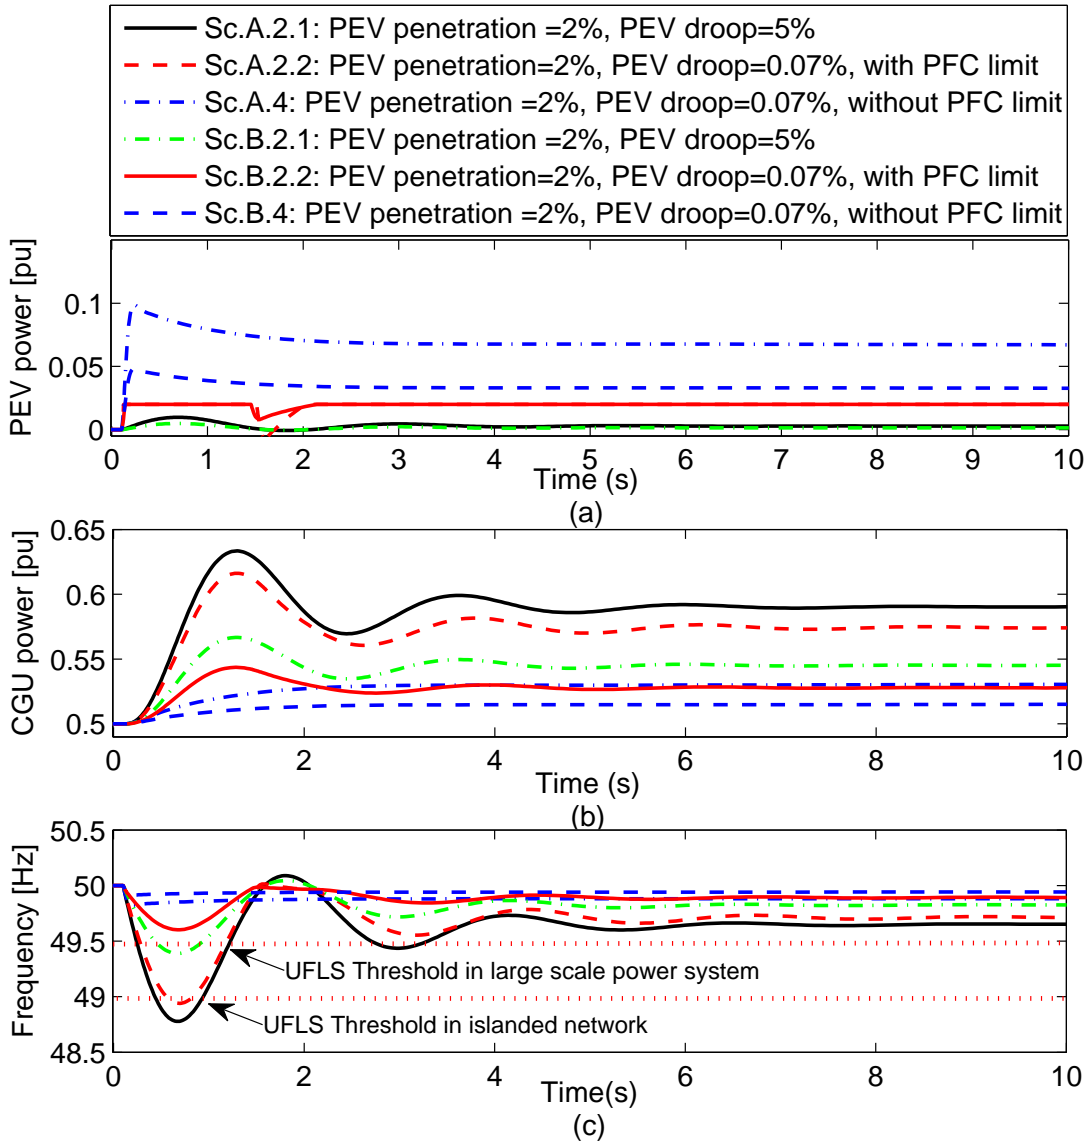 Sc.A.2.1: PEV penetration =2%, PEV droop=5%
Sc.A.2.2: PEV penetration=2%, PEV droop=0.07%, with PFC limit
Sc.A.4: PEV penetration =2%, PEV droop=0.07%, without PFC limit
Sc.B.2.1: PEV penetration =2%, PEV droop=5%
Sc.B.2.2: PEV penetration=2%, PEV droop=0.07%, with PFC limit
Sc.B.4: PEV penetration =2%, PEV droop=0.07%, without PFC limit
PEV power [pu]
0.1
0.05
0
0 1 2 3 4 5 6 7 8 9 10
Time (s)
(a)
CGU power [pu]
0.65
0.6
0.55
0.5
0 2 4 6 8 10
Time (s)
(b)
Frequency [Hz]
50.5
50
49.5
49
48.5
UFLS Threshold in large scale power system
UFLS Threshold in islanded network
0 2 4 6 8 10
Time(s)
(c)